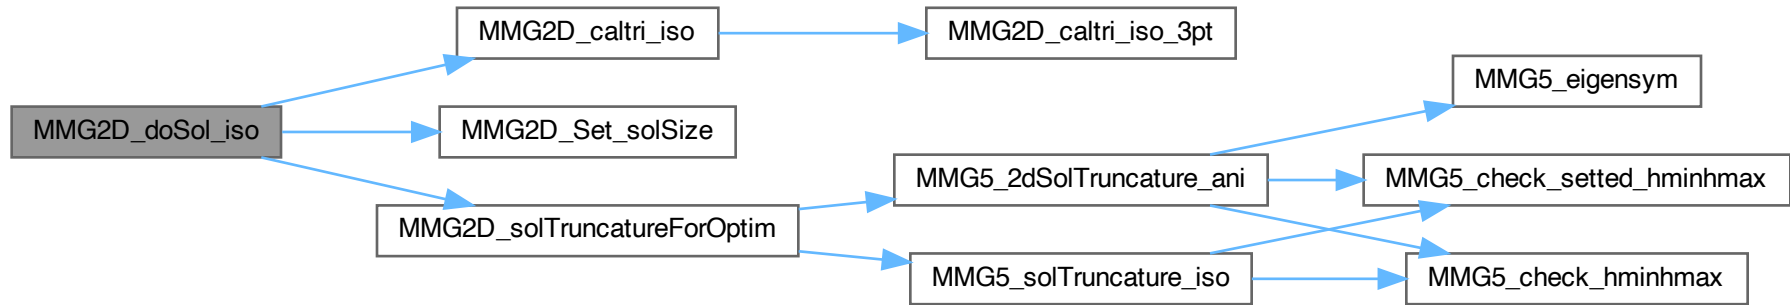 MMG2D_doSol_iso
MMG2D_caltri_iso
MMG2D_caltri_iso_3pt
MMG2D_Set_solSize
MMG2D_solTruncatureForOptim
MMG5_2dSolTruncature_ani
MMG5_solTruncature_iso
MMG5_eigensym
MMG5_check_setted_hminhmax
MMG5_check_hminhmax